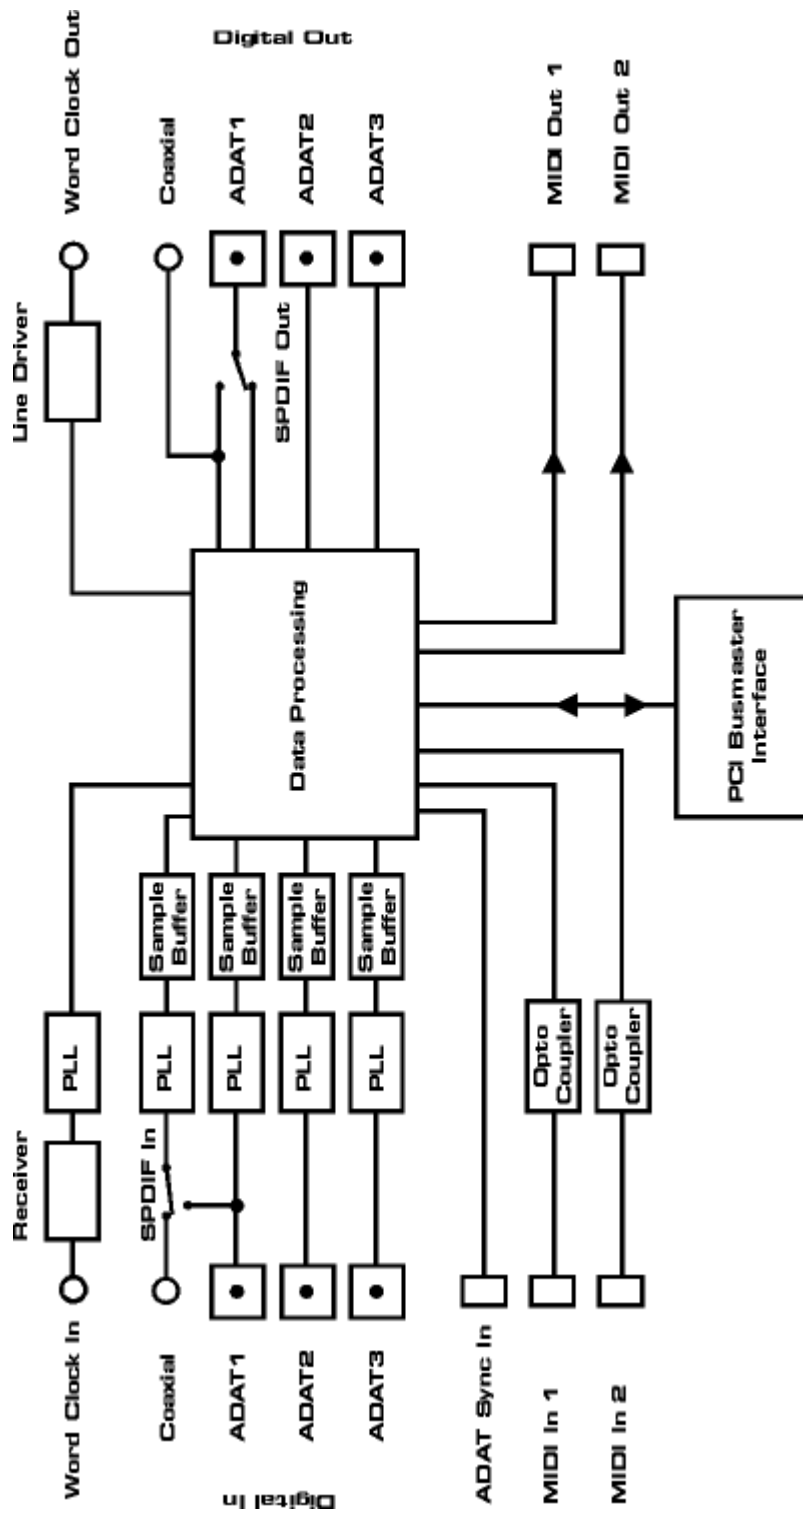 Digital In
Word Clock In
Receiver
PLL
Line Driver
Word Clock Out
Coaxial
SPDIF In
PLL
Sample
Buffer
Coaxial
ADAT1
PLL
Sample
Buffer
ADAT1
SPDIF Out
ADAT2
PLL
Sample
Buffer
ADAT2
ADAT3
PLL
Sample
Buffer
ADAT3
Digital Out
Data Processing
ADAT Sync In
MIDI In 1
Opto
Coupler
MIDI Out 1
MIDI In 2
Opto
Coupler
MIDI Out 2
PCI Busmaster
Interface